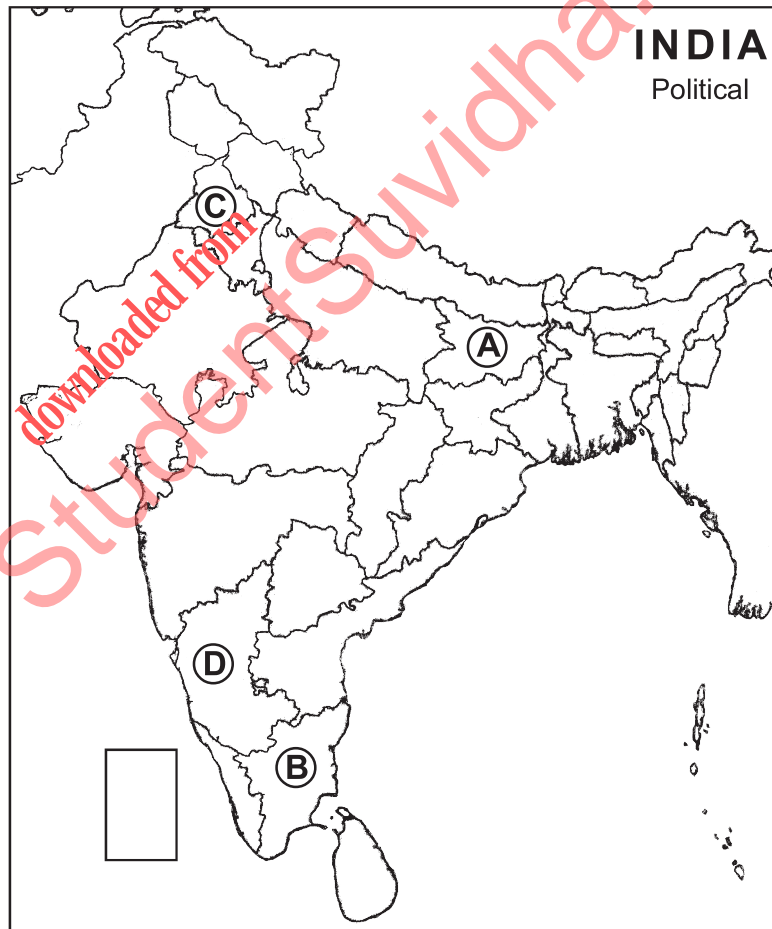 INDIA
Political
C
A
D
B
downloaded from
StudentSuvidha.